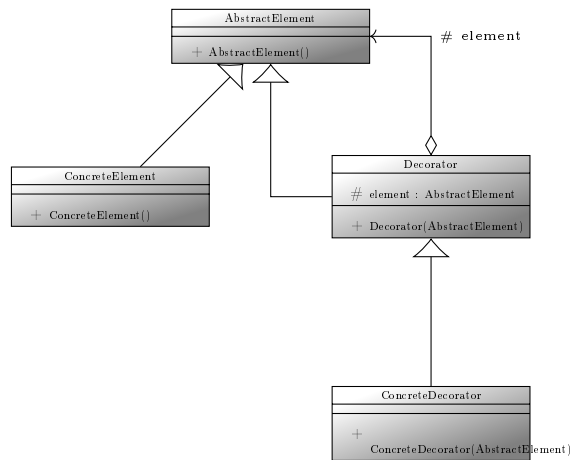 AbstractElement
+ AbstractElement()
# element
ConcreteElement
+ ConcreteElement()
Decorator
# element : AbstractElement
+ Decorator(AbstractElement)
ConcreteDecorator
+
ConcreteDecorator(AbstractElement)